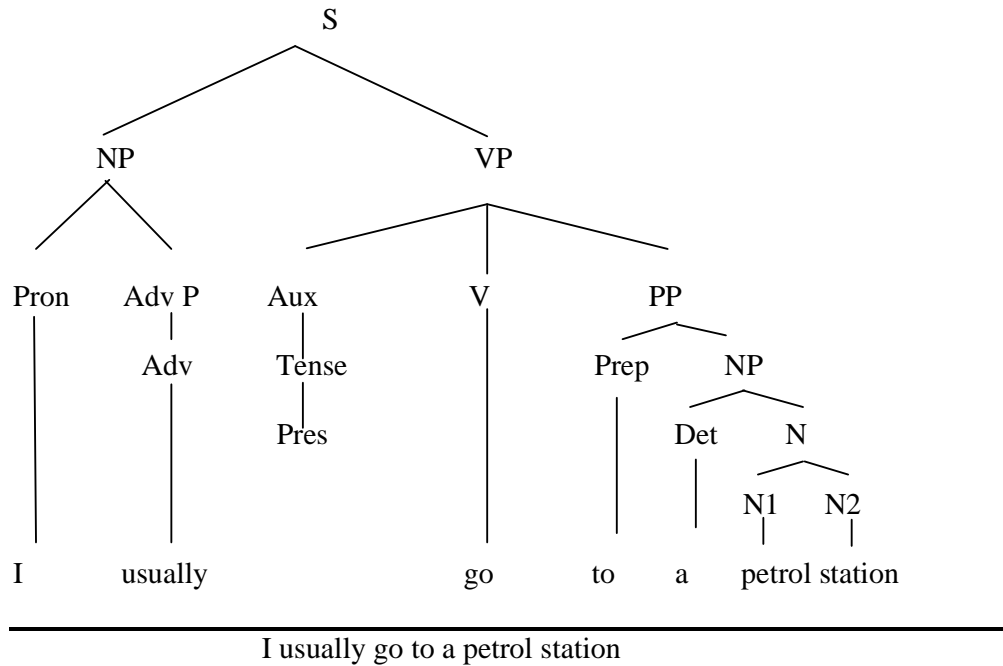 S
NP VP
Pron Adv P Aux V PP
Adv Tense Prep NP
Pres Det N
N1 N2
I usually go to a petrol station
I usually go to a petrol station